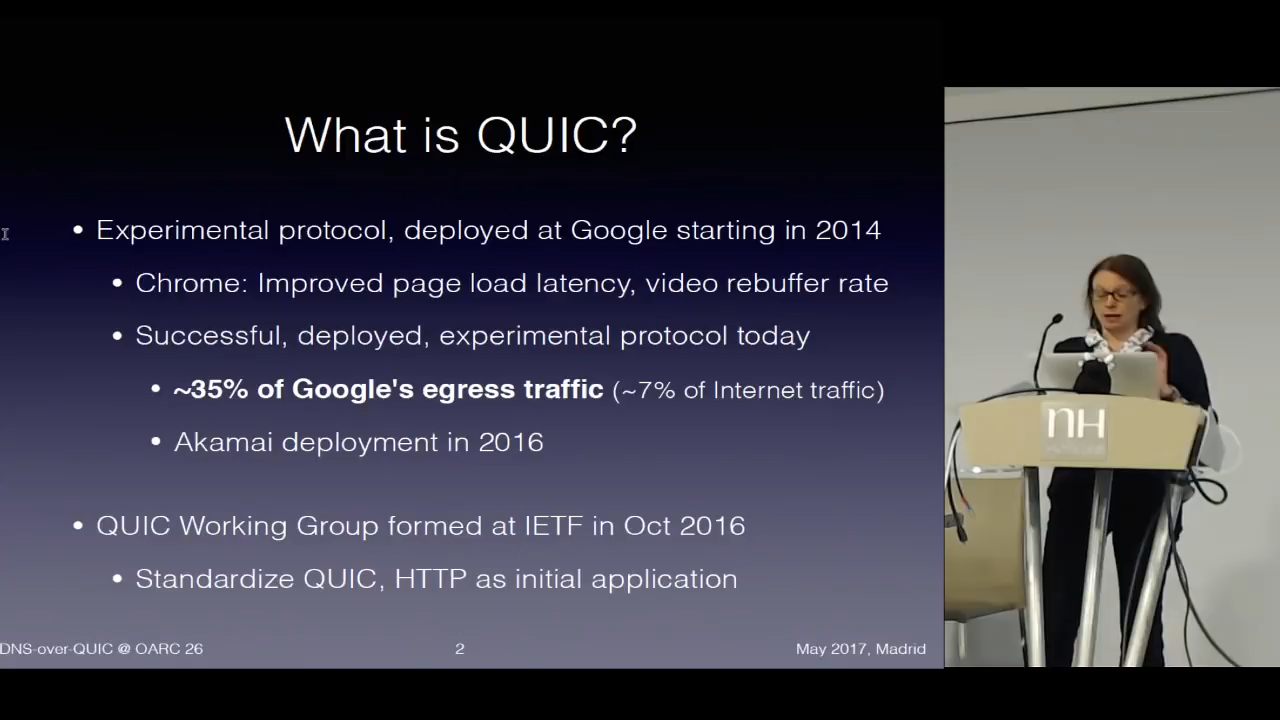 What is QUIC?
• Experimental protocol, deployed at Google starting in 2014
• Chrome: Improved page load latency, video rebuffer rate
• Successful, deployed, experimental protocol today
• ~35% of Google's egress traffic (~7% of Internet traffic)
• Akamai deployment in 2016
• QUIC Working Group formed at IETF in Oct 2016
• Standardize QUIC, HTTP as initial application
DNS-over-QUIC @ OARC 26
2
May 2017, Madrid
NH